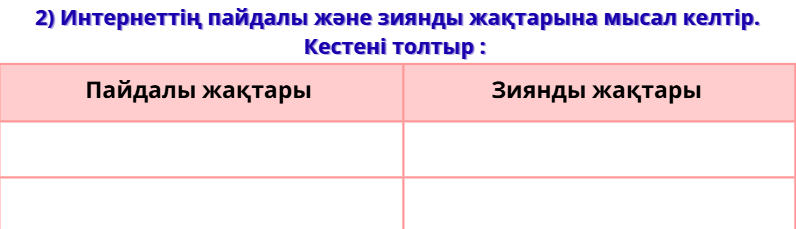 2) Интернеттің пайдалы және зиянды жақтарына мысал келтір.
Кестені толтыр :
Пайдалы жақтары
Зиянды жақтары